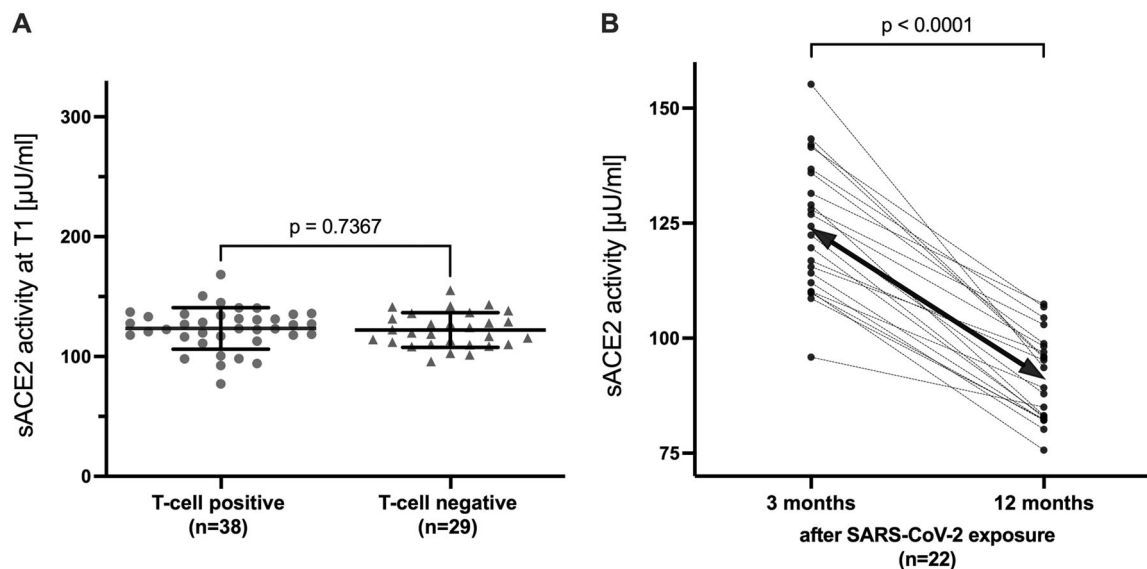 A
sACE2 activity at T1 [µU/ml]
300
200
100
0
p = 0.7367
T-cell positive
(n=38)
T-cell negative
(n=29)
B
p < 0.0001
sACE2 activity [µU/ml]
150
125
100
75
3 months
12 months
after SARS-CoV-2 exposure
(n=22)